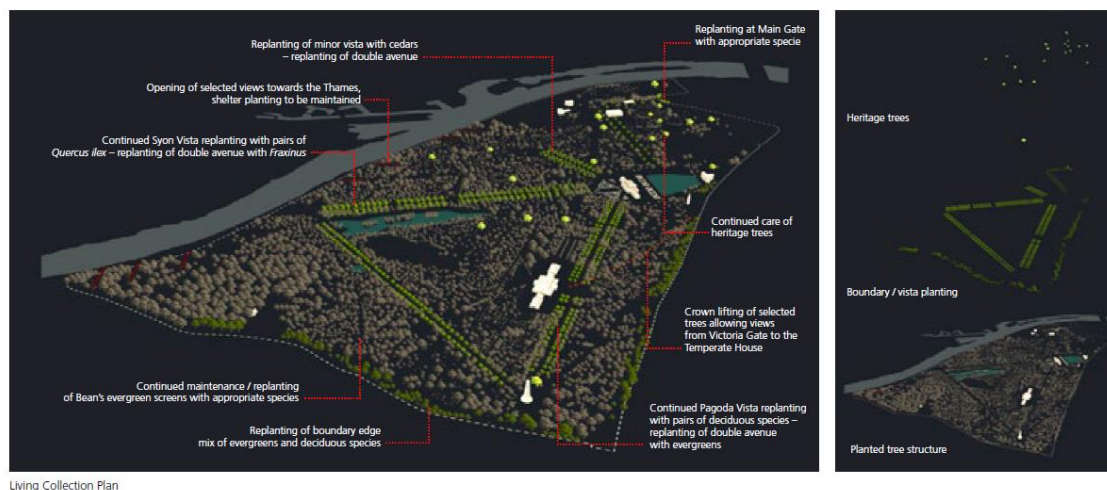 Replanting of minor vista with cedars
– replanting of double avenue
Opening of selected views towards the Thames,
shelter planting to be maintained
Continued Syon Vista replanting with pairs of
Quercus ilex – replanting of double avenue with Fraxinus
Continued maintenance / replanting
of Bean's evergreen screens with appropriate species
Replanting of boundary edge
mix of evergreens and deciduous species
Replanting at Main Gate
with appropriate specie
Continued care of
heritage trees
Crown lifting of selected
trees allowing views
from Victoria Gate to the
Temperate House
Continued Pagoda Vista replanting
with pairs of deciduous species –
replanting of double avenue
with evergreens
Heritage trees
Boundary / vista planting
Planted tree structure
Living Collection Plan